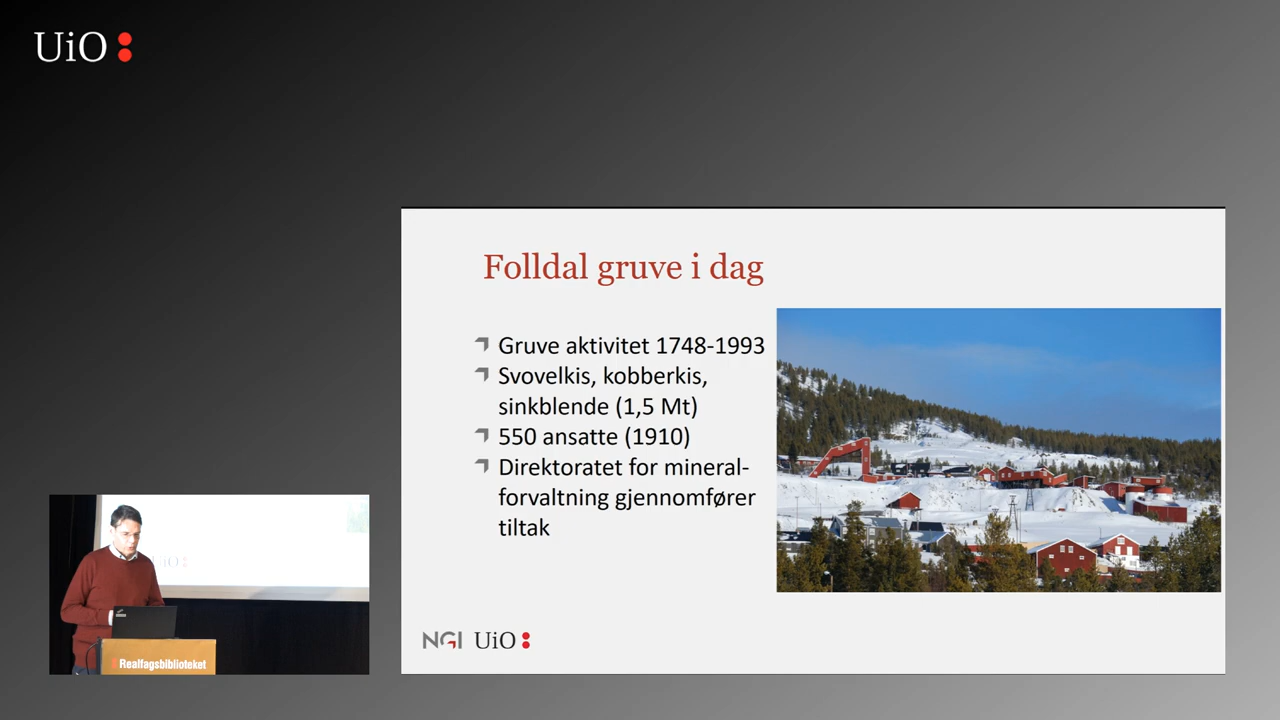 UiO
Folldal gruve i dag
Gruve aktivitet 1748-1993
Svovelkis, kobberkis,
sinkblende (1,5 Mt)
550 ansatte (1910)
Direktoratet for mineral-
forvaltning gjennomfører
tiltak
NGI UiO
UiO
Realfagsbiblioteket